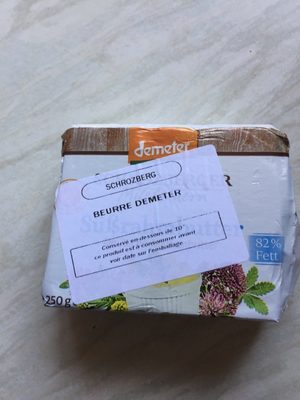 demeter
SCHROZBERG
BEURRE DEMETER
Conservé en dessous de 10°
ce produit est à consommer avant
voir date sur l'emballage.
82 %
Fett
250 g